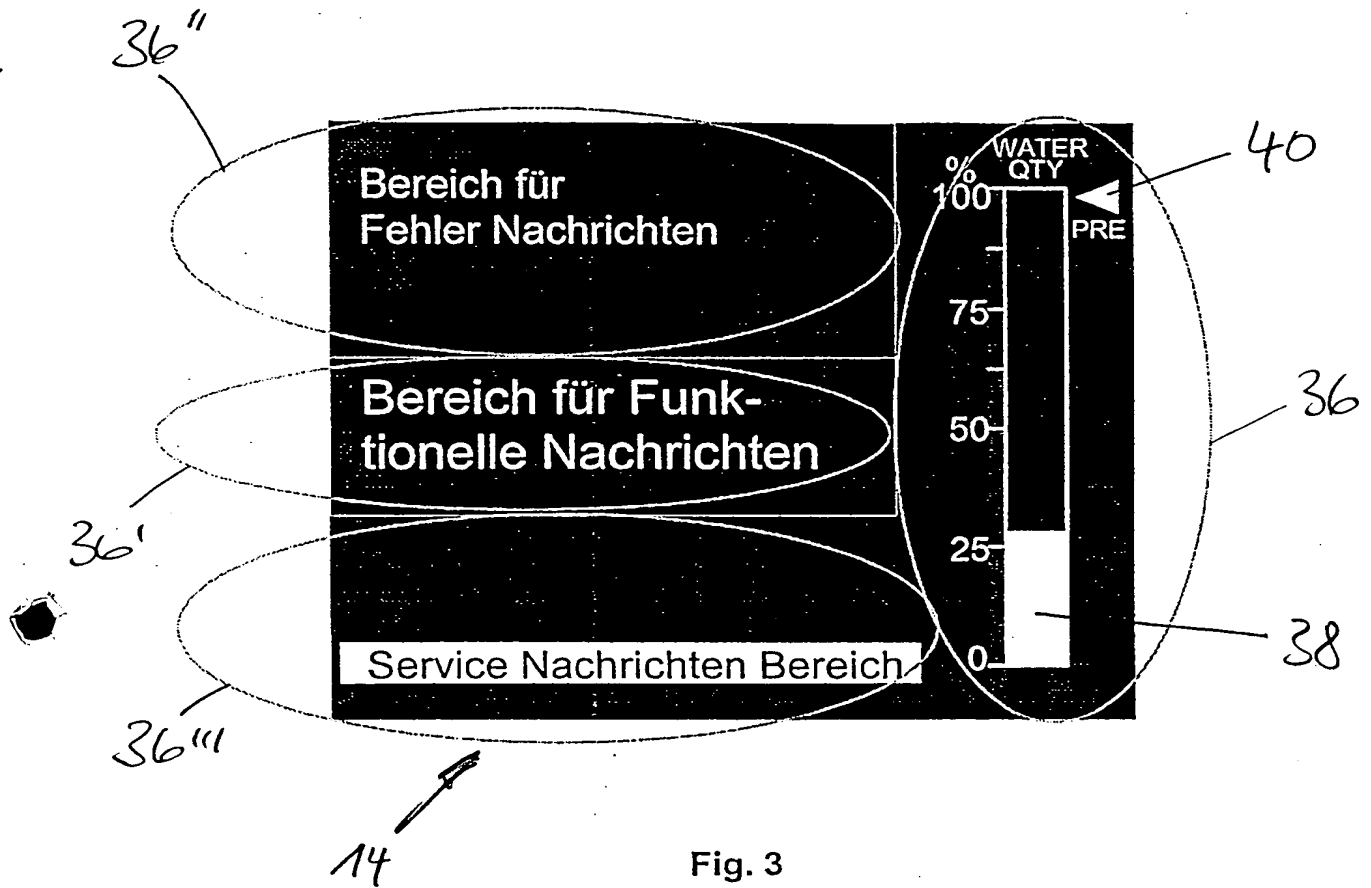 36"
Bereich für
Fehler Nachrichten
WATER
QTY
%
100
40
PRE
75
Bereich für Funk-
tionelle Nachrichten
50
36
36'
25
Service Nachrichten Bereich
0
38
36'''
14
Fig. 3